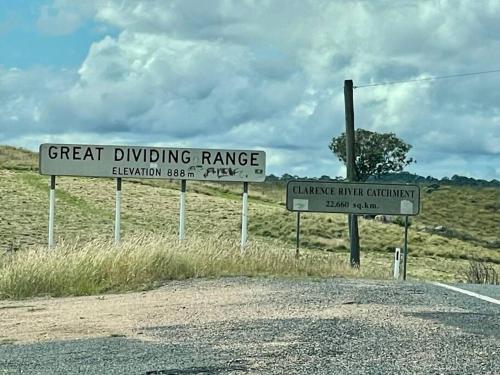 GREAT DIVIDING RANGE
ELEVATION 888m
CLARENCE RIVER CATCHMENT
22,660 sq.km.